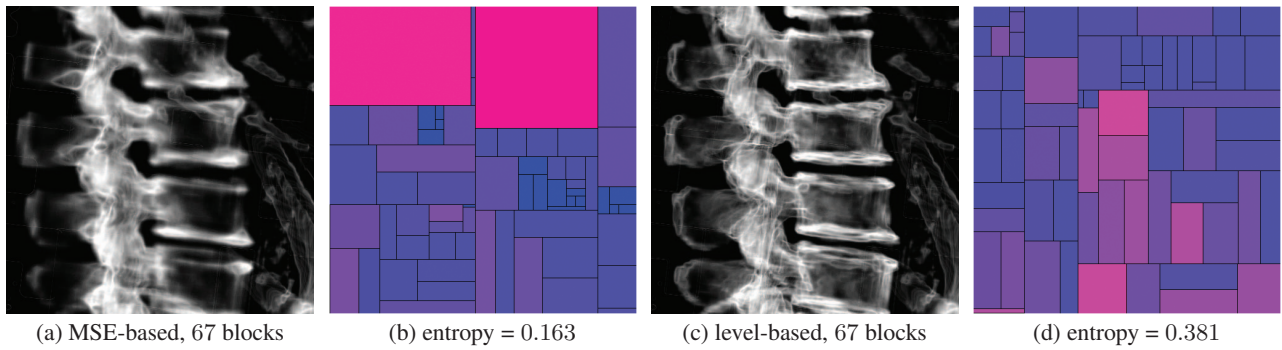 (a) MSE-based, 67 blocks
(b) entropy = 0.163
(c) level-based, 67 blocks
(d) entropy = 0.381